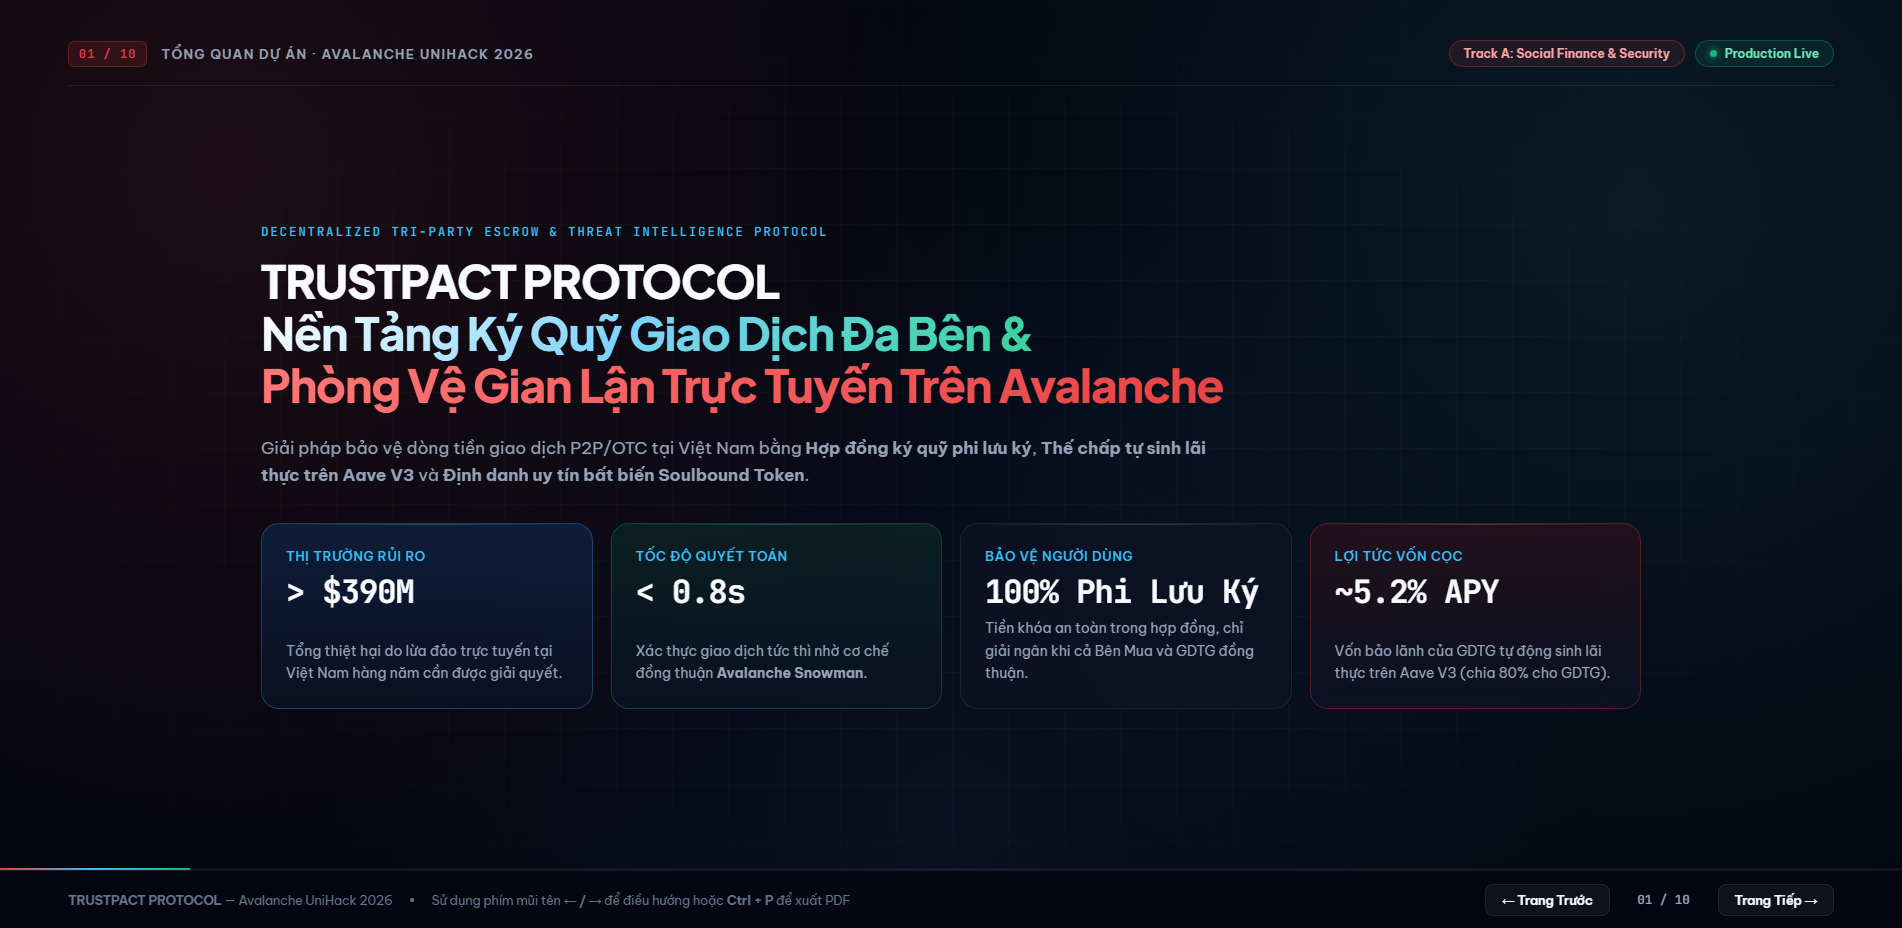 01 / 10
TỔNG QUAN DỰ ÁN · AVALANCHE UNIHACK 2026
Track A: Social Finance & Security
Production Live
DECENTRALIZED TRI-PARTY ESCROW & THREAT INTELLIGENCE PROTOCOL
TRUSTPACT PROTOCOL
Nền Tảng Ký Quỹ Giao Dịch Đa Bên &
Phòng Vệ Gian Lận Trực Tuyến Trên Avalanche
Giải pháp bảo vệ dòng tiền giao dịch P2P/OTC tại Việt Nam bằng Hợp đồng ký quỹ phi lưu ký, Thế chấp tự sinh lãi
thực trên Aave V3 và Định danh uy tín bất biến Soulbound Token.
THỊ TRƯỜNG RỦI RO
> $390M
Tổng thiệt hại do lừa đảo trực tuyến tại
Việt Nam hàng năm cần được giải quyết.
TỐC ĐỘ QUYẾT TOÁN
< 0.8s
Xác thực giao dịch tức thì nhờ cơ chế
đồng thuận Avalanche Snowman.
BẢO VỆ NGƯỜI DÙNG
100% Phi Lưu Ký
Tiền khóa an toàn trong hợp đồng, chỉ
giải ngân khi cả Bên Mua và GDTG đồng
thuận.
LỢI TỨC VỐN CỌC
~5.2% APY
Vốn bảo lãnh của GDTG tự động sinh lãi
thực trên Aave V3 (chia 80% cho GDTG).
TRUSTPACT PROTOCOL — Avalanche UniHack 2026 • Sử dụng phím mũi tên ← / → để điều hướng hoặc Ctrl + P để xuất PDF
← Trang Trước
01 / 10
Trang Tiếp →